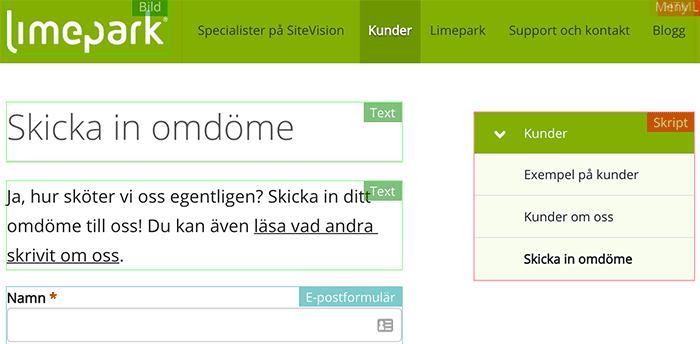 Bild
limepark®
Specialister på SiteVision
Kunder
Limepark
Support och kontakt
Blogg
Text
Skicka in omdöme
Text
Ja, hur sköter vi oss egentligen? Skicka in ditt
omdöme till oss! Du kan även läsa vad andra
skrivit om oss.
E-postformulär
Namn *
Skript
Kunder
Exempel på kunder
Kunder om oss
Skicka in omdöme